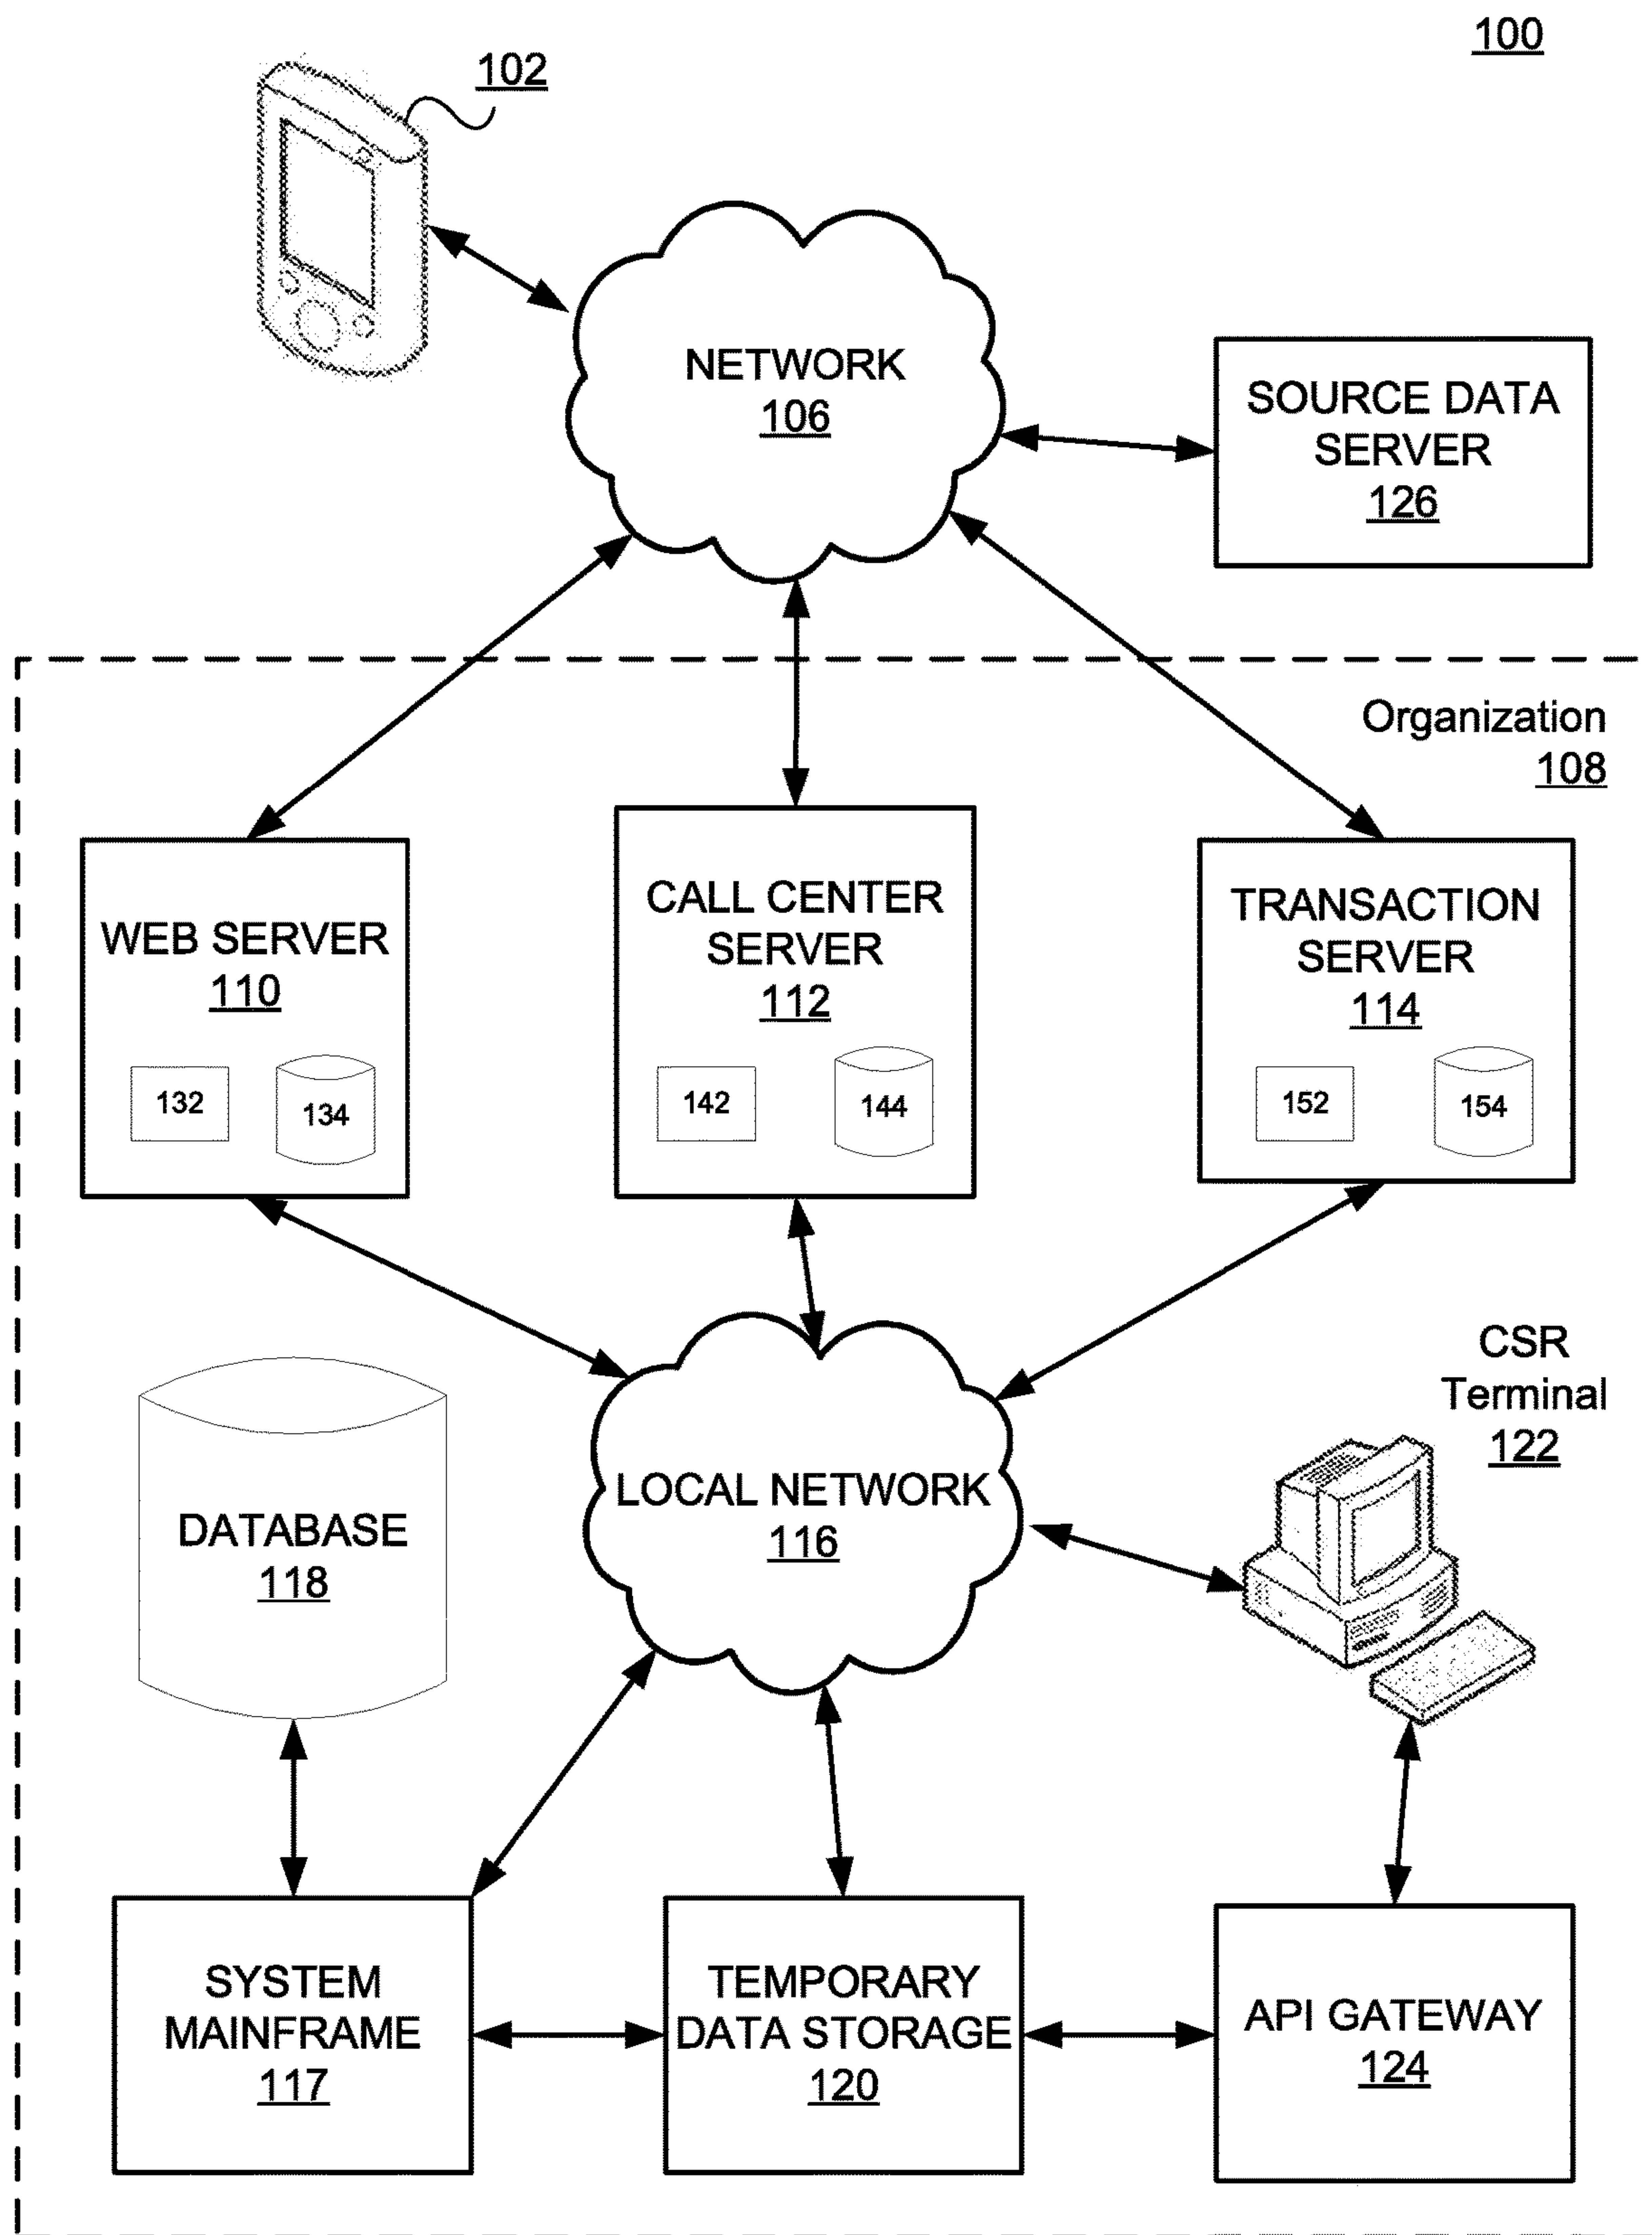 100
102
NETWORK
106
SOURCE DATA
SERVER
126
Organization
108
WEB SERVER
110
132
134
CALL CENTER
SERVER
112
142
144
TRANSACTION
SERVER
114
152
154
LOCAL NETWORK
116
CSR
Terminal
122
DATABASE
118
SYSTEM
MAINFRAME
117
TEMPORARY
DATA STORAGE
120
API GATEWAY
124